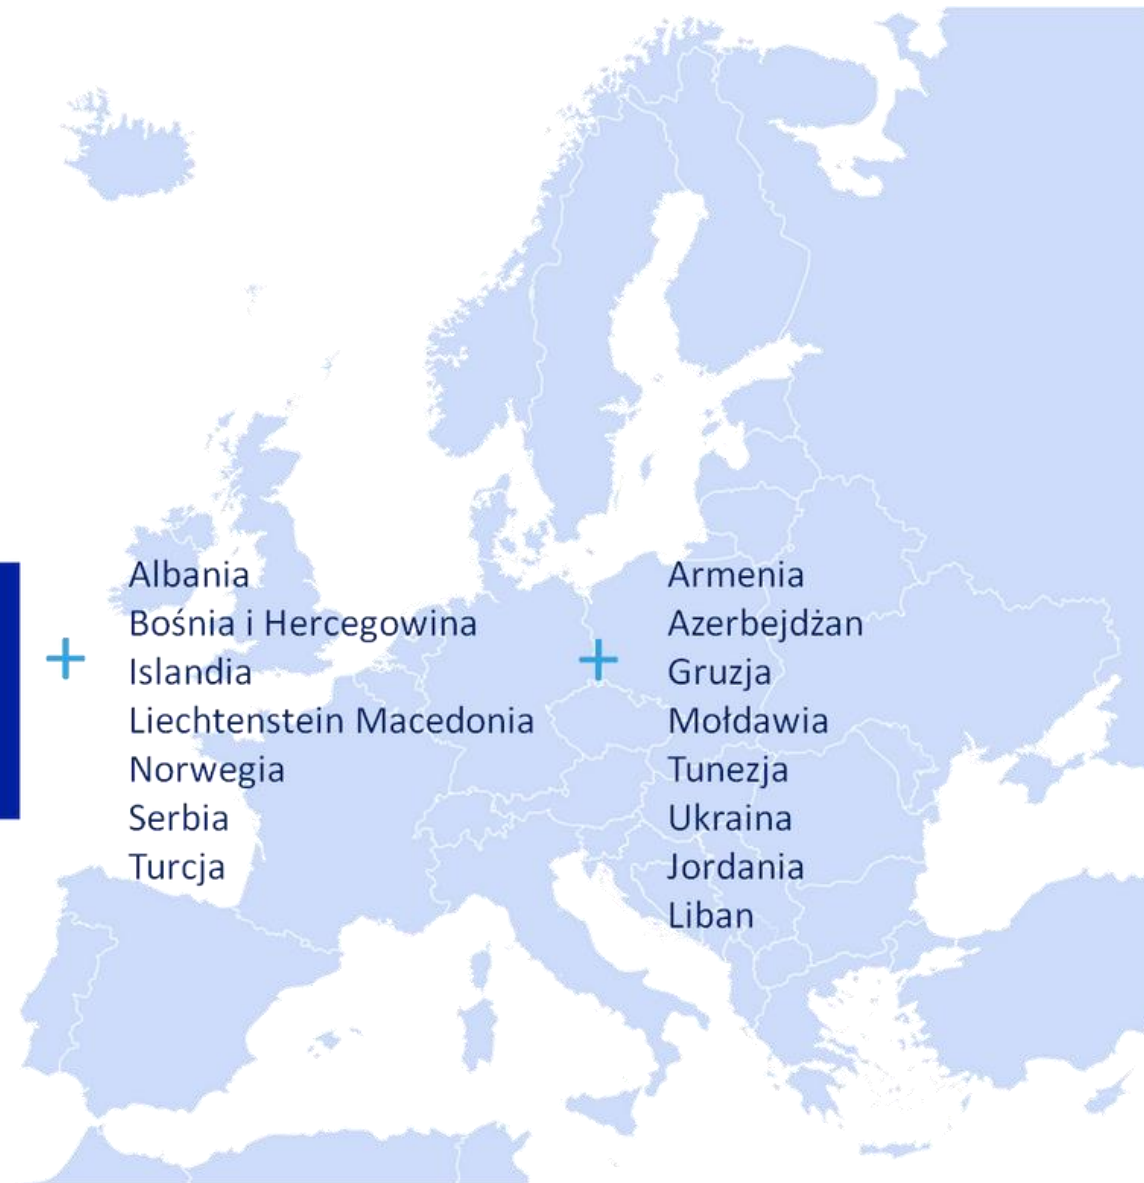 +
Albania
Bośnia i Hercegowina
Islandia
Liechtenstein Macedonia
Norwegia
Serbia
Turcja
+
Armenia
Azerbejdżan
Gruzja
Mołdawia
Tunezja
Ukraina
Jordania
Liban